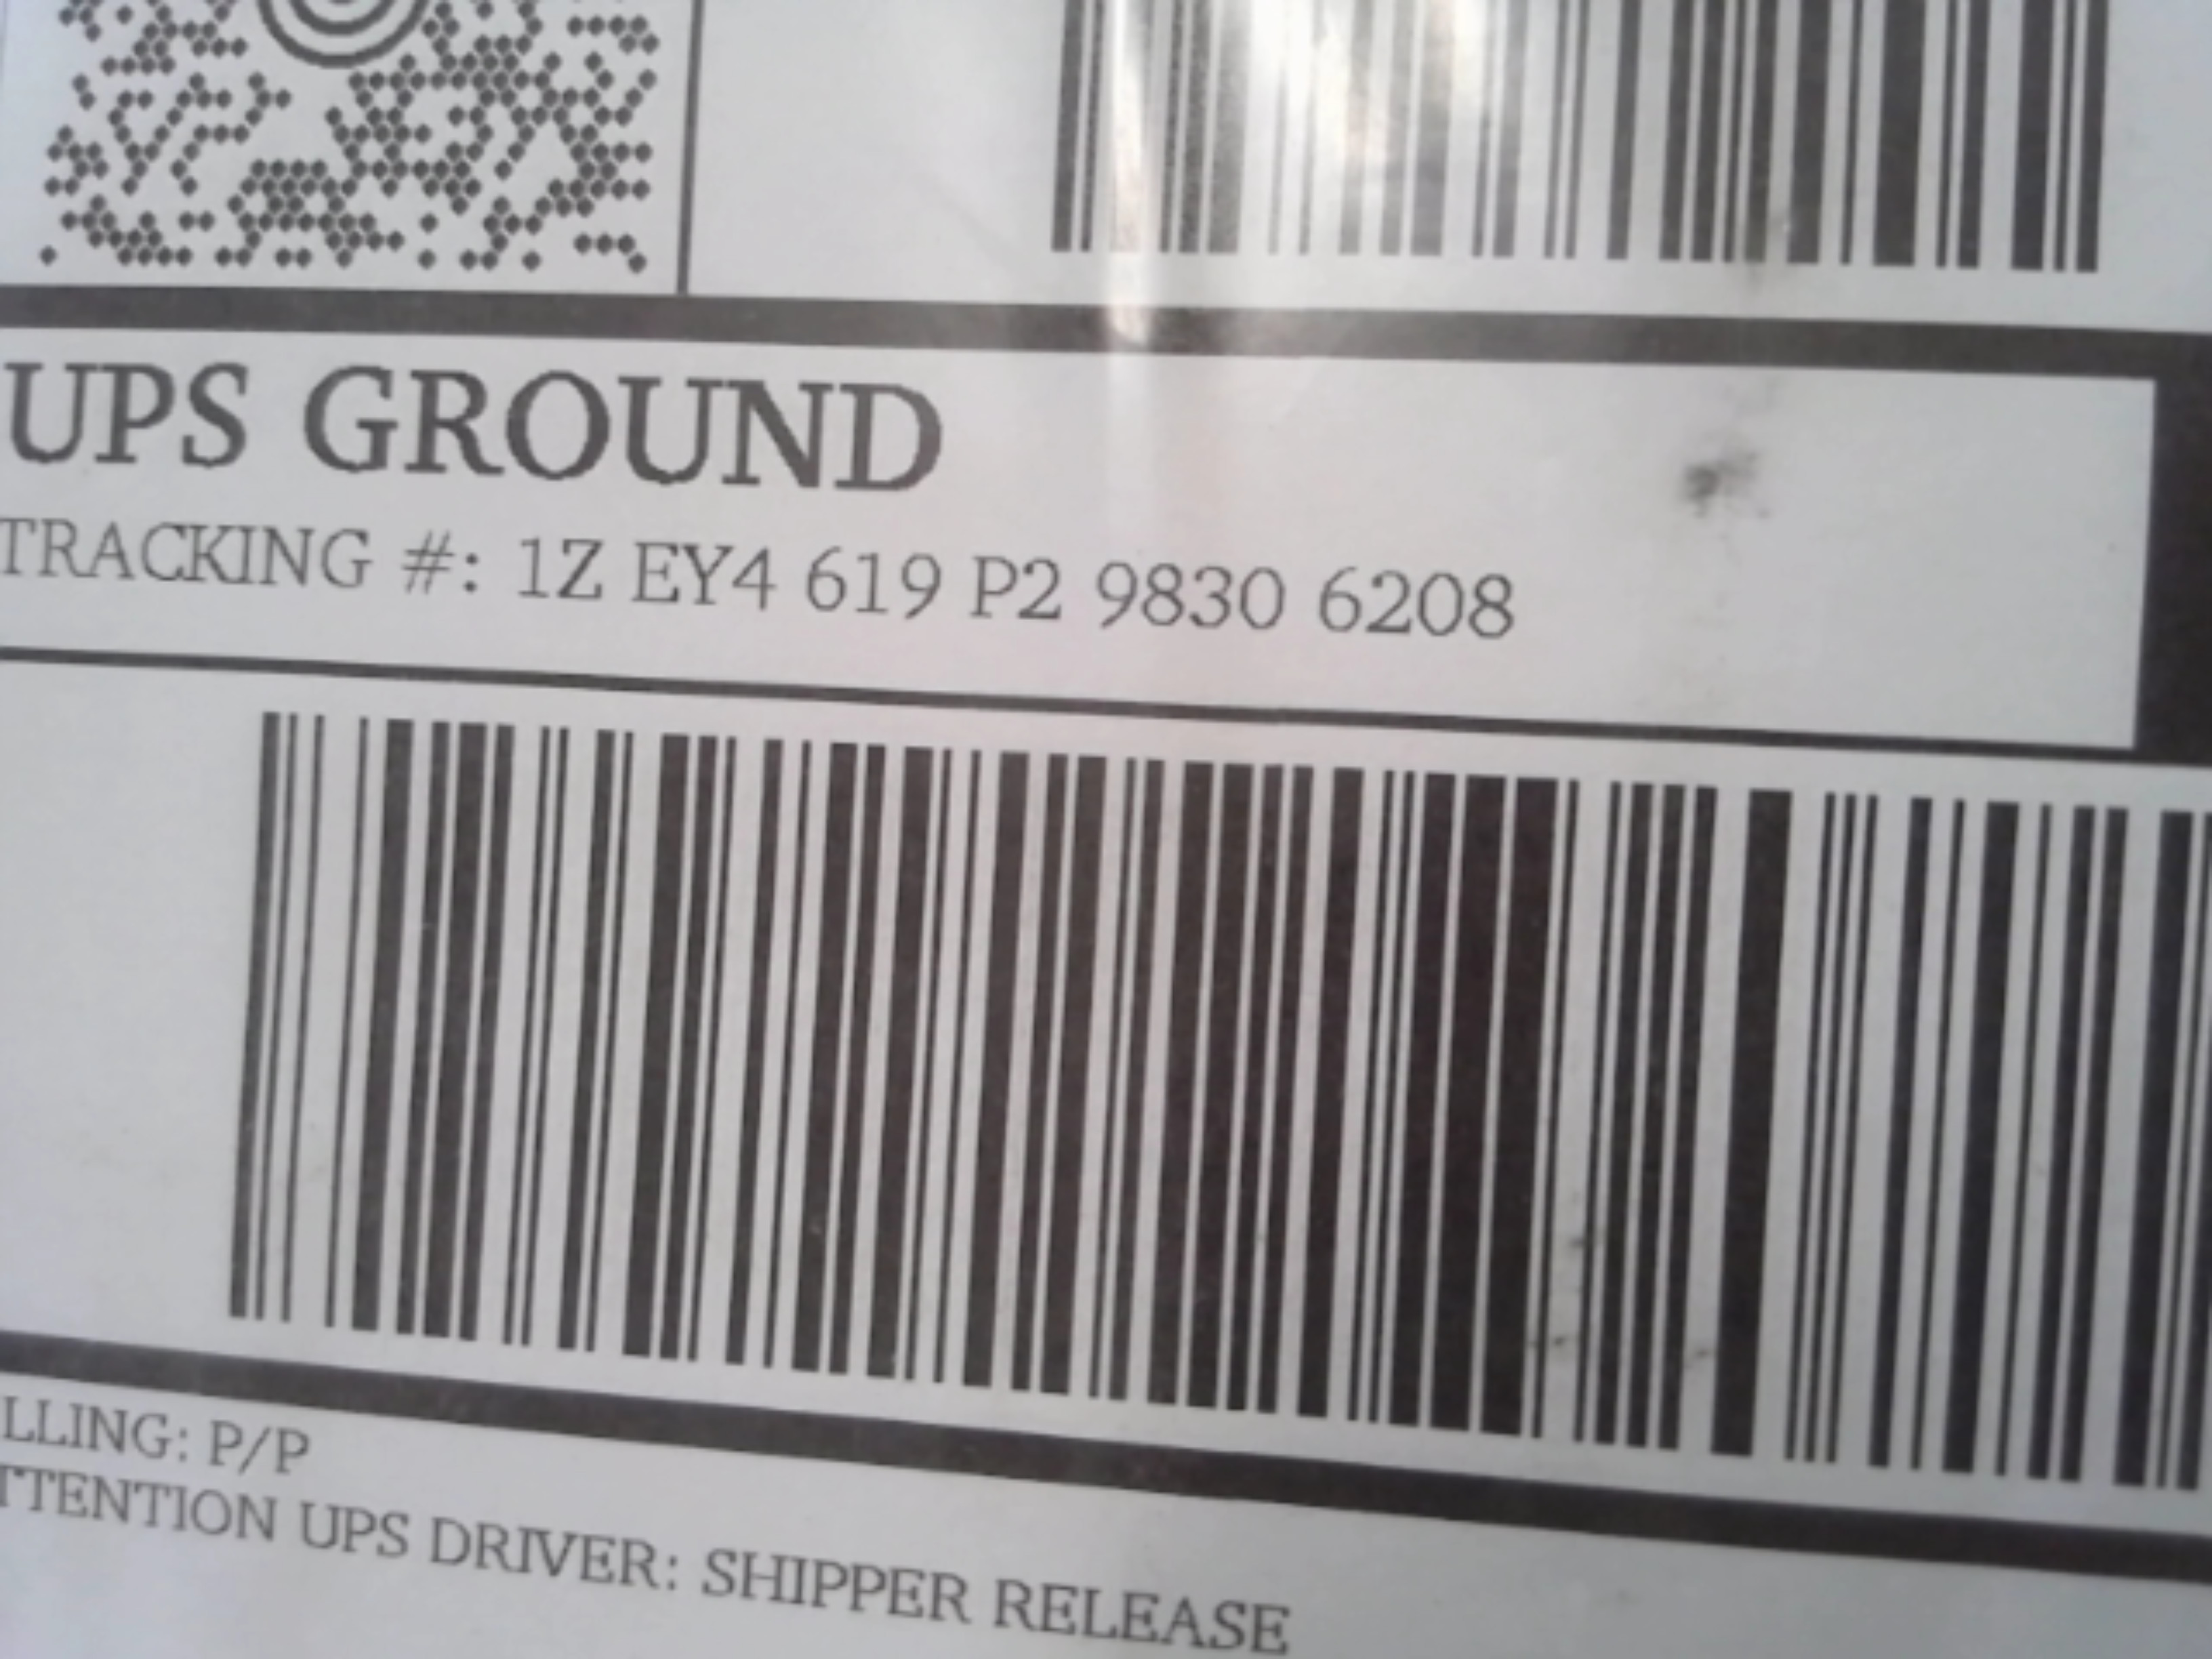 UPS GROUND
TRACKING #: 1Z EY4 619 P2 9830 6208
LLING: P/P
TTENTION UPS DRIVER: SHIPPER RELEASE